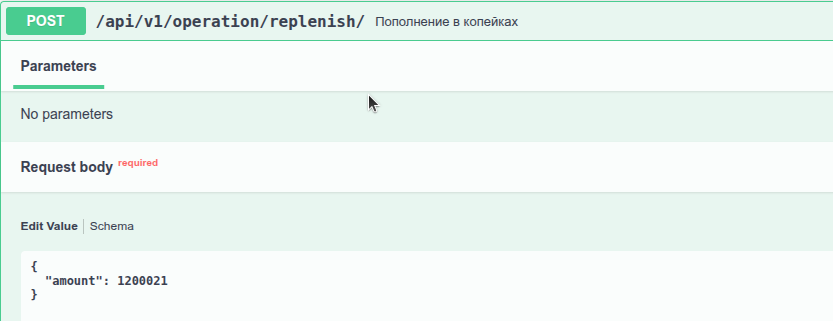 POST /api/v1/operation/replenish/ Пополнение в копейках
Parameters
No parameters
Request body required
Edit Value | Schema
{
"amount": 1200021
}